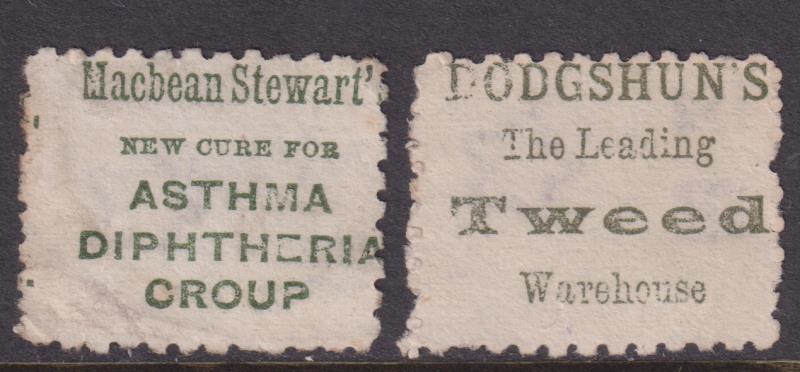 Macbean Stewart's
NEW CURE FOR
ASTHMA
DIPHTHERIA
CROUP
DODGSHUN'S
The Leading
Tweed
Warehouse